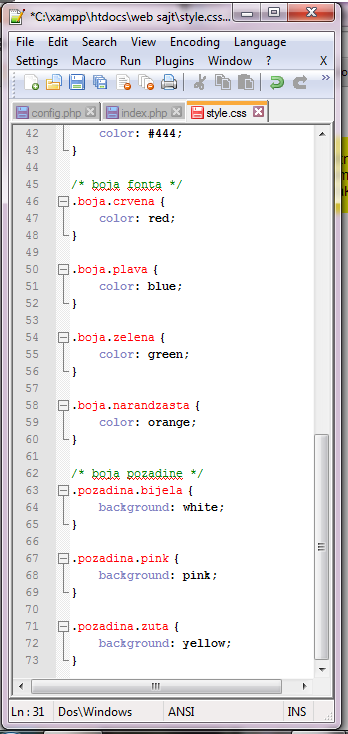 *C:\xampp\htdocs\web sajt\style.css...
File Edit Search View Encoding Language
Settings Macro Run Plugins Window ? X
config.php index.php style.css
42 color: #444;
43 }
44
45 /* boja fonta */
46 .boja.crvena {
47 color: red;
48 }
49
50 .boja.plava {
51 color: blue;
52 }
53
54 .boja.zelena {
55 color: green;
56 }
57
58 .boja.narandzasta {
59 color: orange;
60 }
61
62 /* boja pozadine */
63 .pozadina.bijela {
64 background: white;
65 }
66
67 .pozadina.pink {
68 background: pink;
69 }
70
71 .pozadina.zuta {
72 background: yellow;
73 }
Ln : 31 Dos\Windows ANSI INS